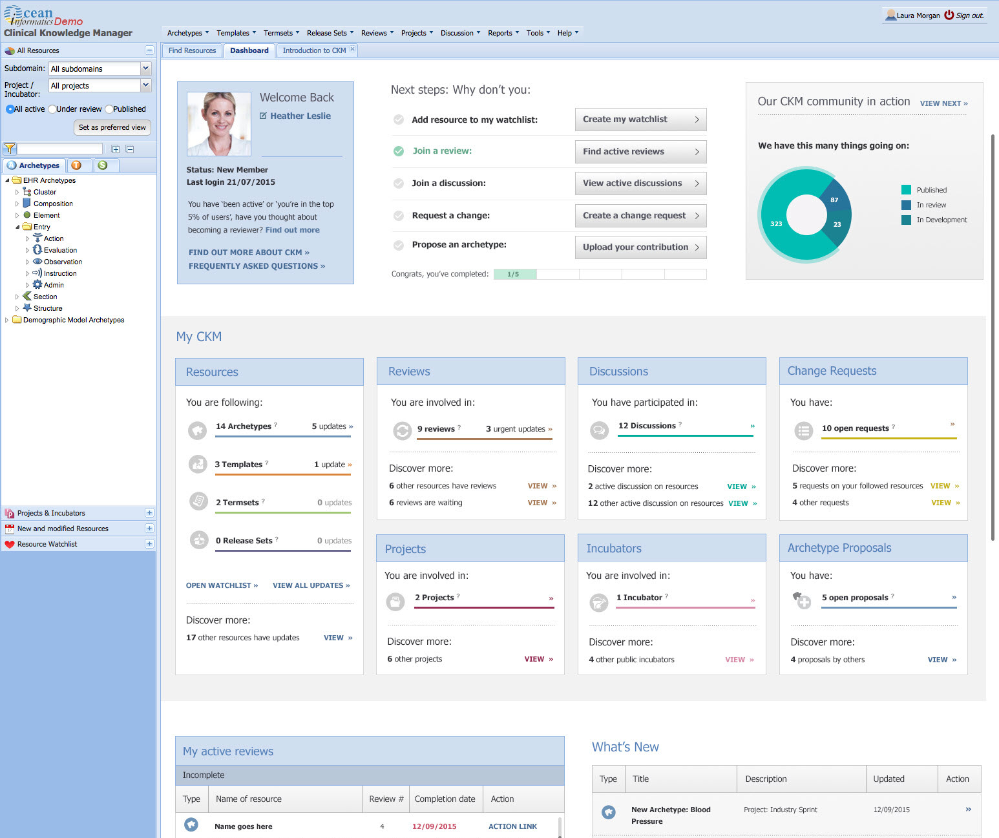 Ocean
Informatics Demo
Clinical Knowledge Manager
Laura Morgan Sign out.
Archetypes Templates Termsets Release Sets Reviews Projects Discussion Reports Tools Help
All Resources
Find Resources Dashboard Introduction to CKM
Subdomain: All subdomains
Project / Incubator: All projects
All active Under review Published
Set as preferred view
A Archetypes T S
EHR Archetypes
Cluster
Composition
Element
Entry
Action
Evaluation
Observation
Instruction
Admin
Section
Structure
Demographic Model Archetypes
Projects & Incubators
New and modified Resources
Resource Watchlist
Welcome Back
Heather Leslie
Status: New Member
Last login 21/07/2015
You have ‘been active’ or ‘you’re in the top
5% of users’, have you thought about
becoming a reviewer? Find out more
FIND OUT MORE ABOUT CKM »
FREQUENTLY ASKED QUESTIONS »
Next steps: Why don’t you:
Add resource to my watchlist: Create my watchlist
Join a review: Find active reviews
Join a discussion: View active discussions
Request a change: Create a change request
Propose an archetype: Upload your contribution
Congrats, you’ve completed: 1/5
Our CKM community in action VIEW NEXT »
We have this many things going on:
323
87
23
Published
In review
In Development
My CKM
Resources
You are following:
14 Archetypes ? 5 updates »
3 Templates ? 1 update »
2 Termsets ? 0 updates
0 Release Sets ? 0 updates
OPEN WATCHLIST » VIEW ALL UPDATES »
Discover more:
17 other resources have updates VIEW »
Reviews
You are involved in:
9 reviews ? 3 urgent updates »
Discover more:
6 other resources have reviews VIEW »
6 reviews are waiting VIEW »
Discussions
You have participated in:
12 Discussions ? »
Discover more:
2 active discussion on resources VIEW »
12 other active discussion on resources VIEW »
Change Requests
You have:
10 open requests ? »
Discover more:
5 requests on your followed resources VIEW »
4 other requests VIEW »
Projects
You are involved in:
2 Projects ? »
Discover more:
6 other projects VIEW »
Incubators
You are involved in:
1 Incubator ? »
Discover more:
4 other public incubators VIEW »
Archetype Proposals
You have:
5 open proposals ? »
Discover more:
4 proposals by others VIEW »
My active reviews
Incomplete
Type Name of resource Review # Completion date Action
Name goes here 4 12/09/2015 ACTION LINK
What’s New
Type Title Description Updated Action
New Archetype: Blood Project: Industry Sprint 12/09/2015 »
Pressure